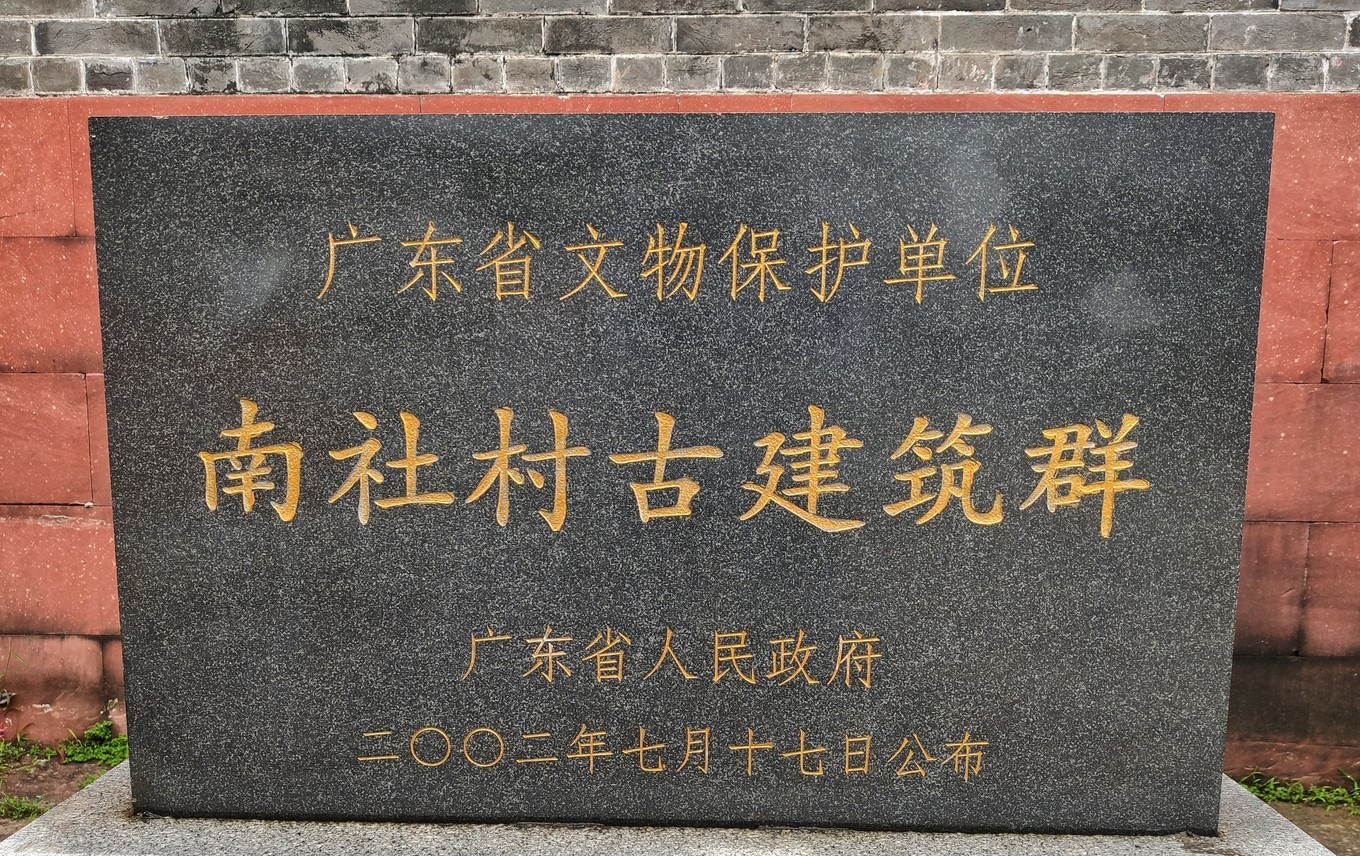 广东省文物保护单位
南社村古建筑群
广东省人民政府
二〇〇二年七月十七日公布